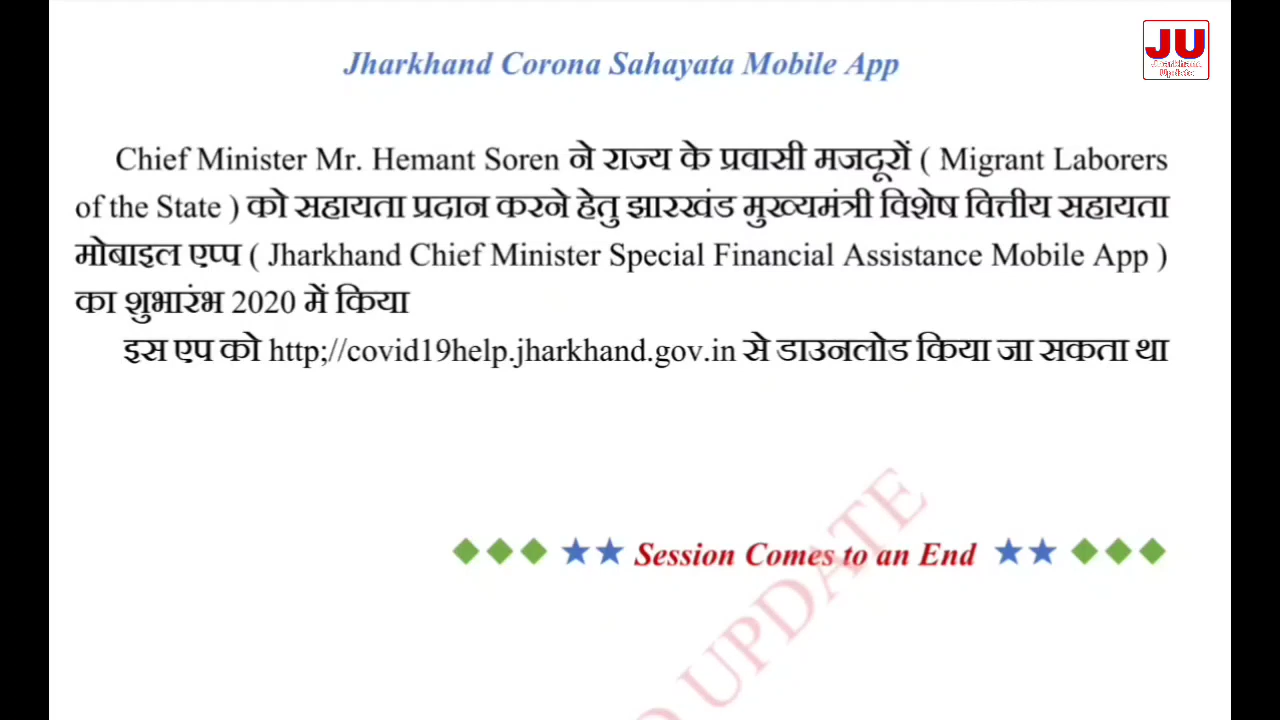 JU
Jharkhand
Update
Jharkhand Corona Sahayata Mobile App
Chief Minister Mr. Hemant Soren ने राज्य के प्रवासी मजदूरों ( Migrant Laborers
of the State ) को सहायता प्रदान करने हेतु झारखंड मुख्यमंत्री विशेष वित्तीय सहायता
मोबाइल एप्प ( Jharkhand Chief Minister Special Financial Assistance Mobile App )
का शुभारंभ 2020 में किया
इस एप को http;//covid19help.jharkhand.gov.in से डाउनलोड किया जा सकता था
Session Comes to an End
UPDATE